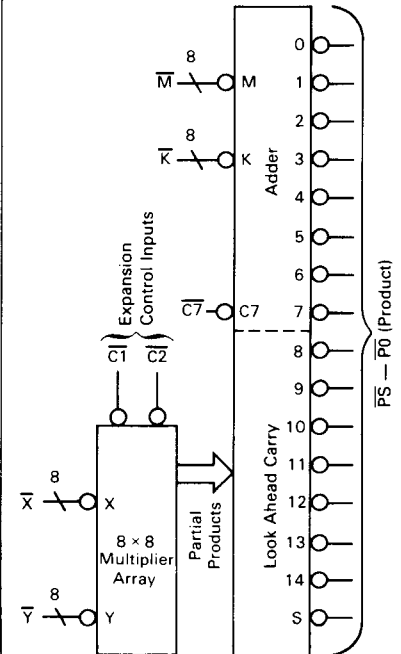 0
8
M̅ M
1
2
8
K̅ K
3
Adder
4
5
6
C̅7̅ C7
7
Expansion
Control Inputs
C̅1̅ C̅2̅
8
9
10
11
12
13
14
S
Look Ahead Carry
P̅S̅ — P̅0̅ (Product)
8
X̅ X
8 × 8
Multiplier
Array
8
Y̅ Y
Partial
Products